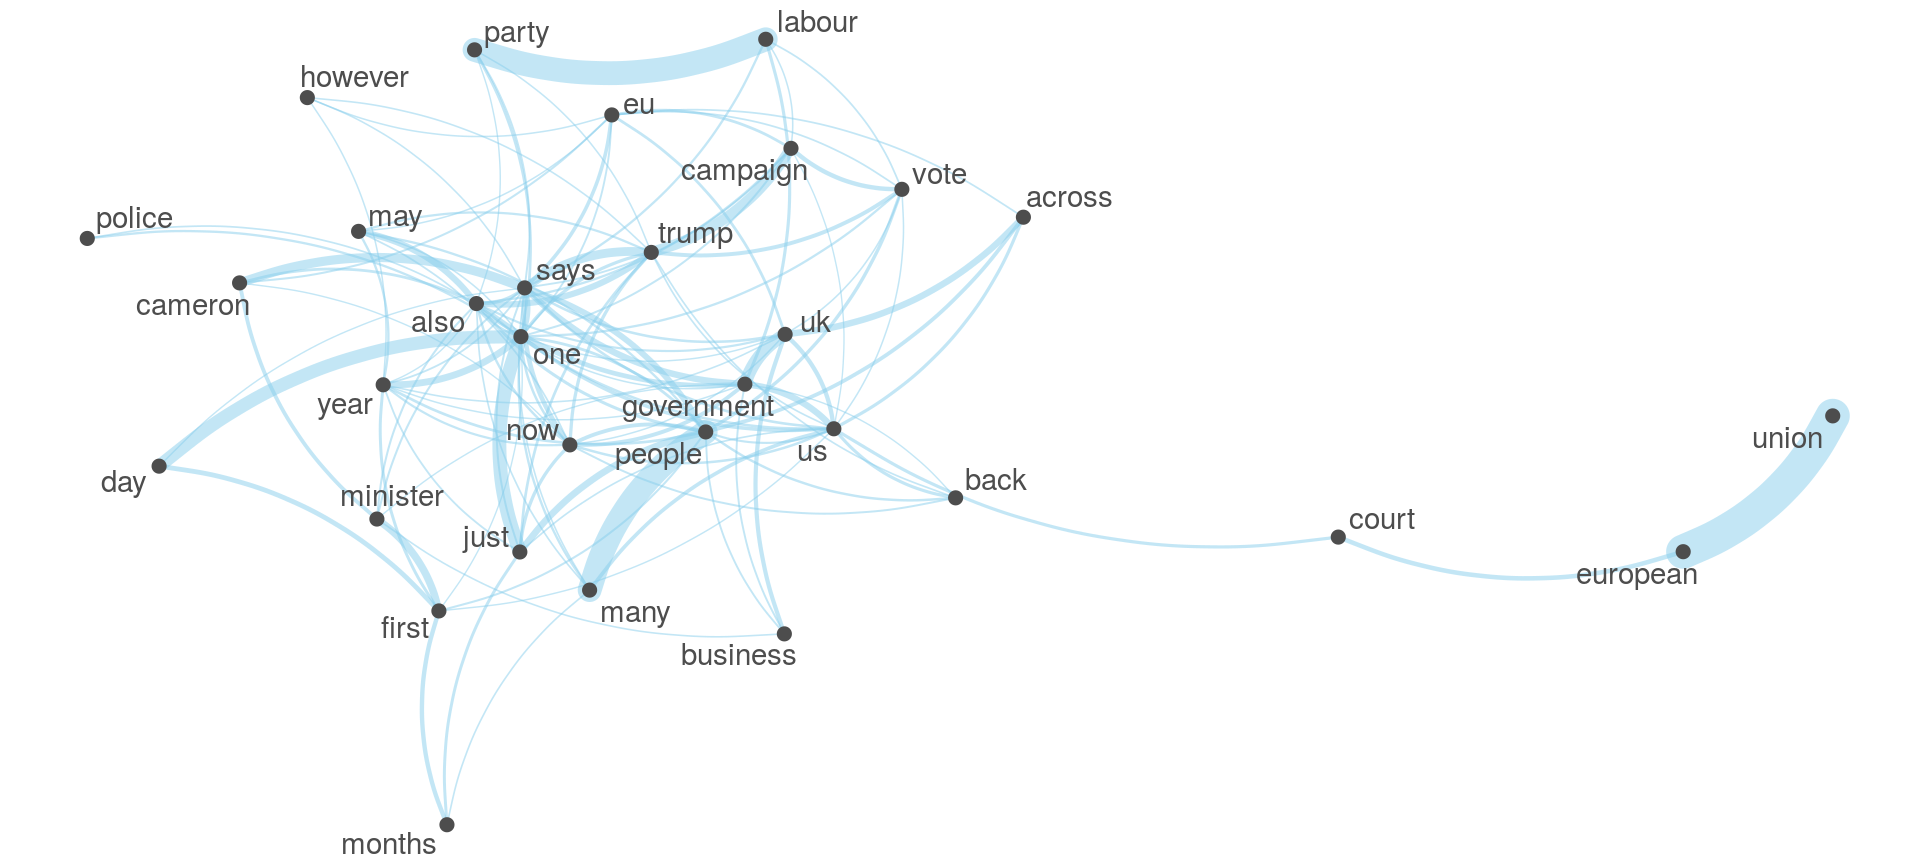 labour
party
however
eu
campaign
vote
across
may
police
trump
says
cameron
also
uk
one
year
government
now
people
us
union
day
back
minister
court
just
european
many
first
business
months